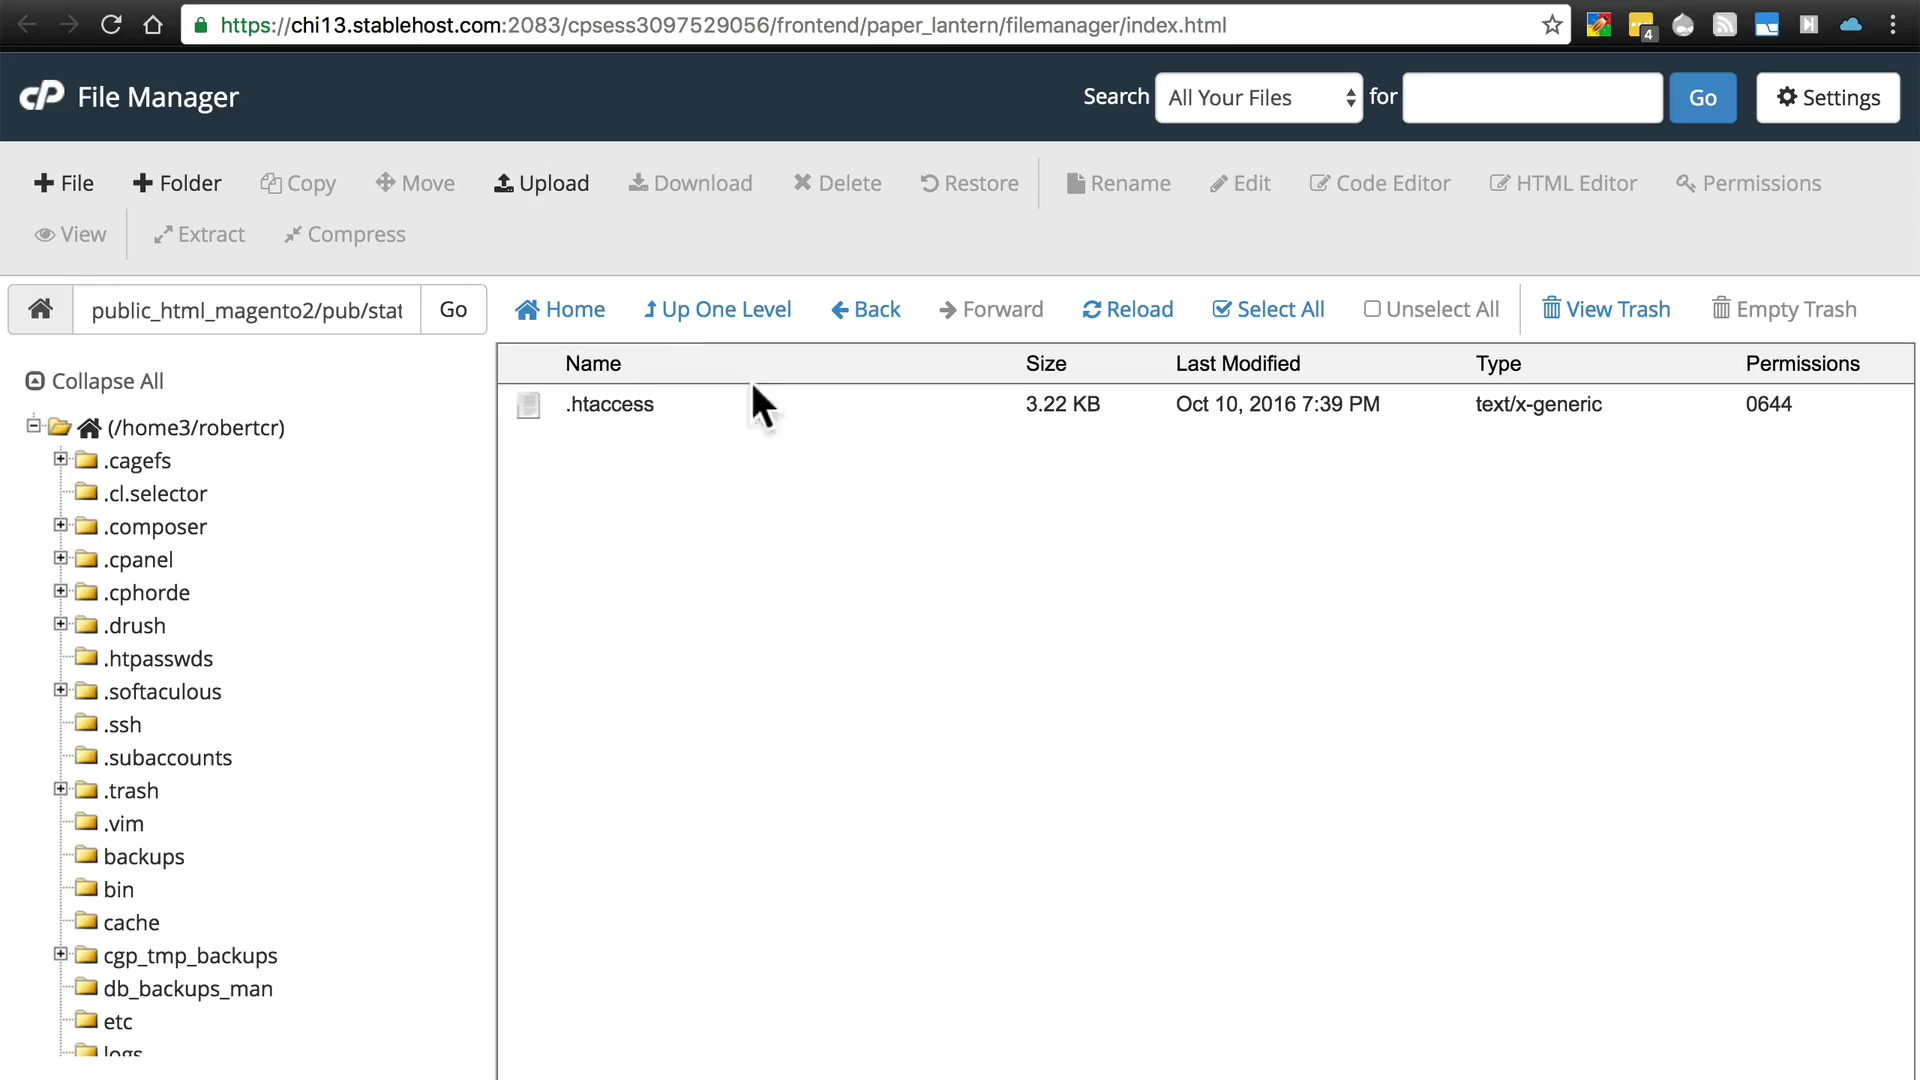 https://chi13.stablehost.com:2083/cpsess3097529056/frontend/paper_lantern/filemanager/index.html
4
cP File Manager
Search All Your Files for Go Settings
File Folder Copy Move Upload Download Delete Restore Rename Edit Code Editor HTML Editor Permissions
View Extract Compress
public_html_magento2/pub/stat Go Home Up One Level Back Forward Reload Select All Unselect All View Trash Empty Trash
Collapse All
(/home3/robertcr)
.cagefs
.cl.selector
.composer
.cpanel
.cphorde
.drush
.htpasswds
.softaculous
.ssh
.subaccounts
.trash
.vim
backups
bin
cache
cgp_tmp_backups
db_backups_man
etc
logs
Name Size Last Modified Type Permissions
.htaccess 3.22 KB Oct 10, 2016 7:39 PM text/x-generic 0644